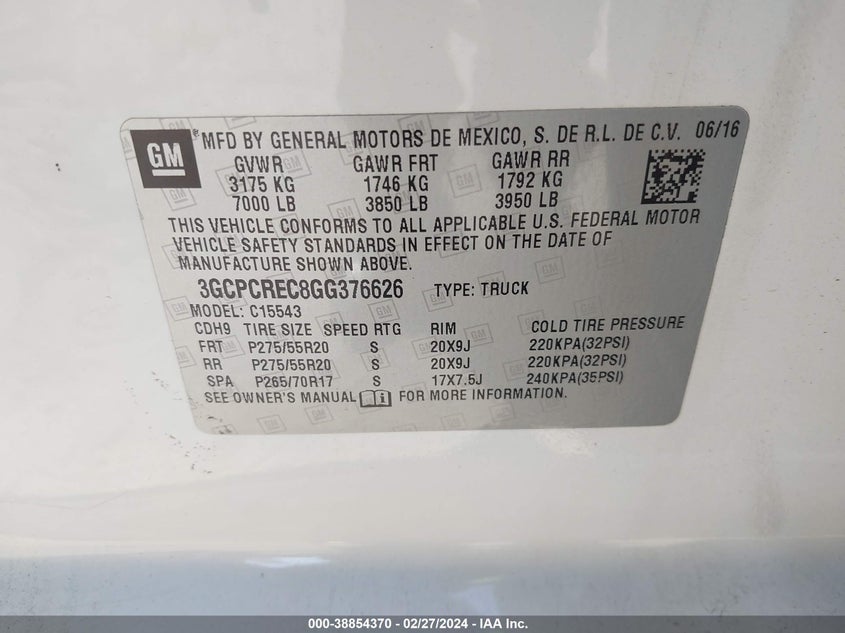 GM ® MFD BY GENERAL MOTORS DE MEXICO, S. DE R.L. DE C.V. 06/16
GVWR GAWR FRT GAWR RR
3175 KG 1746 KG 1792 KG
7000 LB 3850 LB 3950 LB
THIS VEHICLE CONFORMS TO ALL APPLICABLE U.S. FEDERAL MOTOR
VEHICLE SAFETY STANDARDS IN EFFECT ON THE DATE OF
MANUFACTURE SHOWN ABOVE.
3GCPCREC8GG376626 TYPE: TRUCK
MODEL: C15543
CDH9 TIRE SIZE SPEED RTG RIM COLD TIRE PRESSURE
FRT P275/55R20 S 20X9J 220KPA(32PSI)
RR P275/55R20 S 20X9J 220KPA(32PSI)
SPA P265/70R17 S 17X7.5J 240KPA(35PSI)
SEE OWNER'S MANUAL FOR MORE INFORMATION.
000-38854370 - 02/27/2024 - IAA Inc.